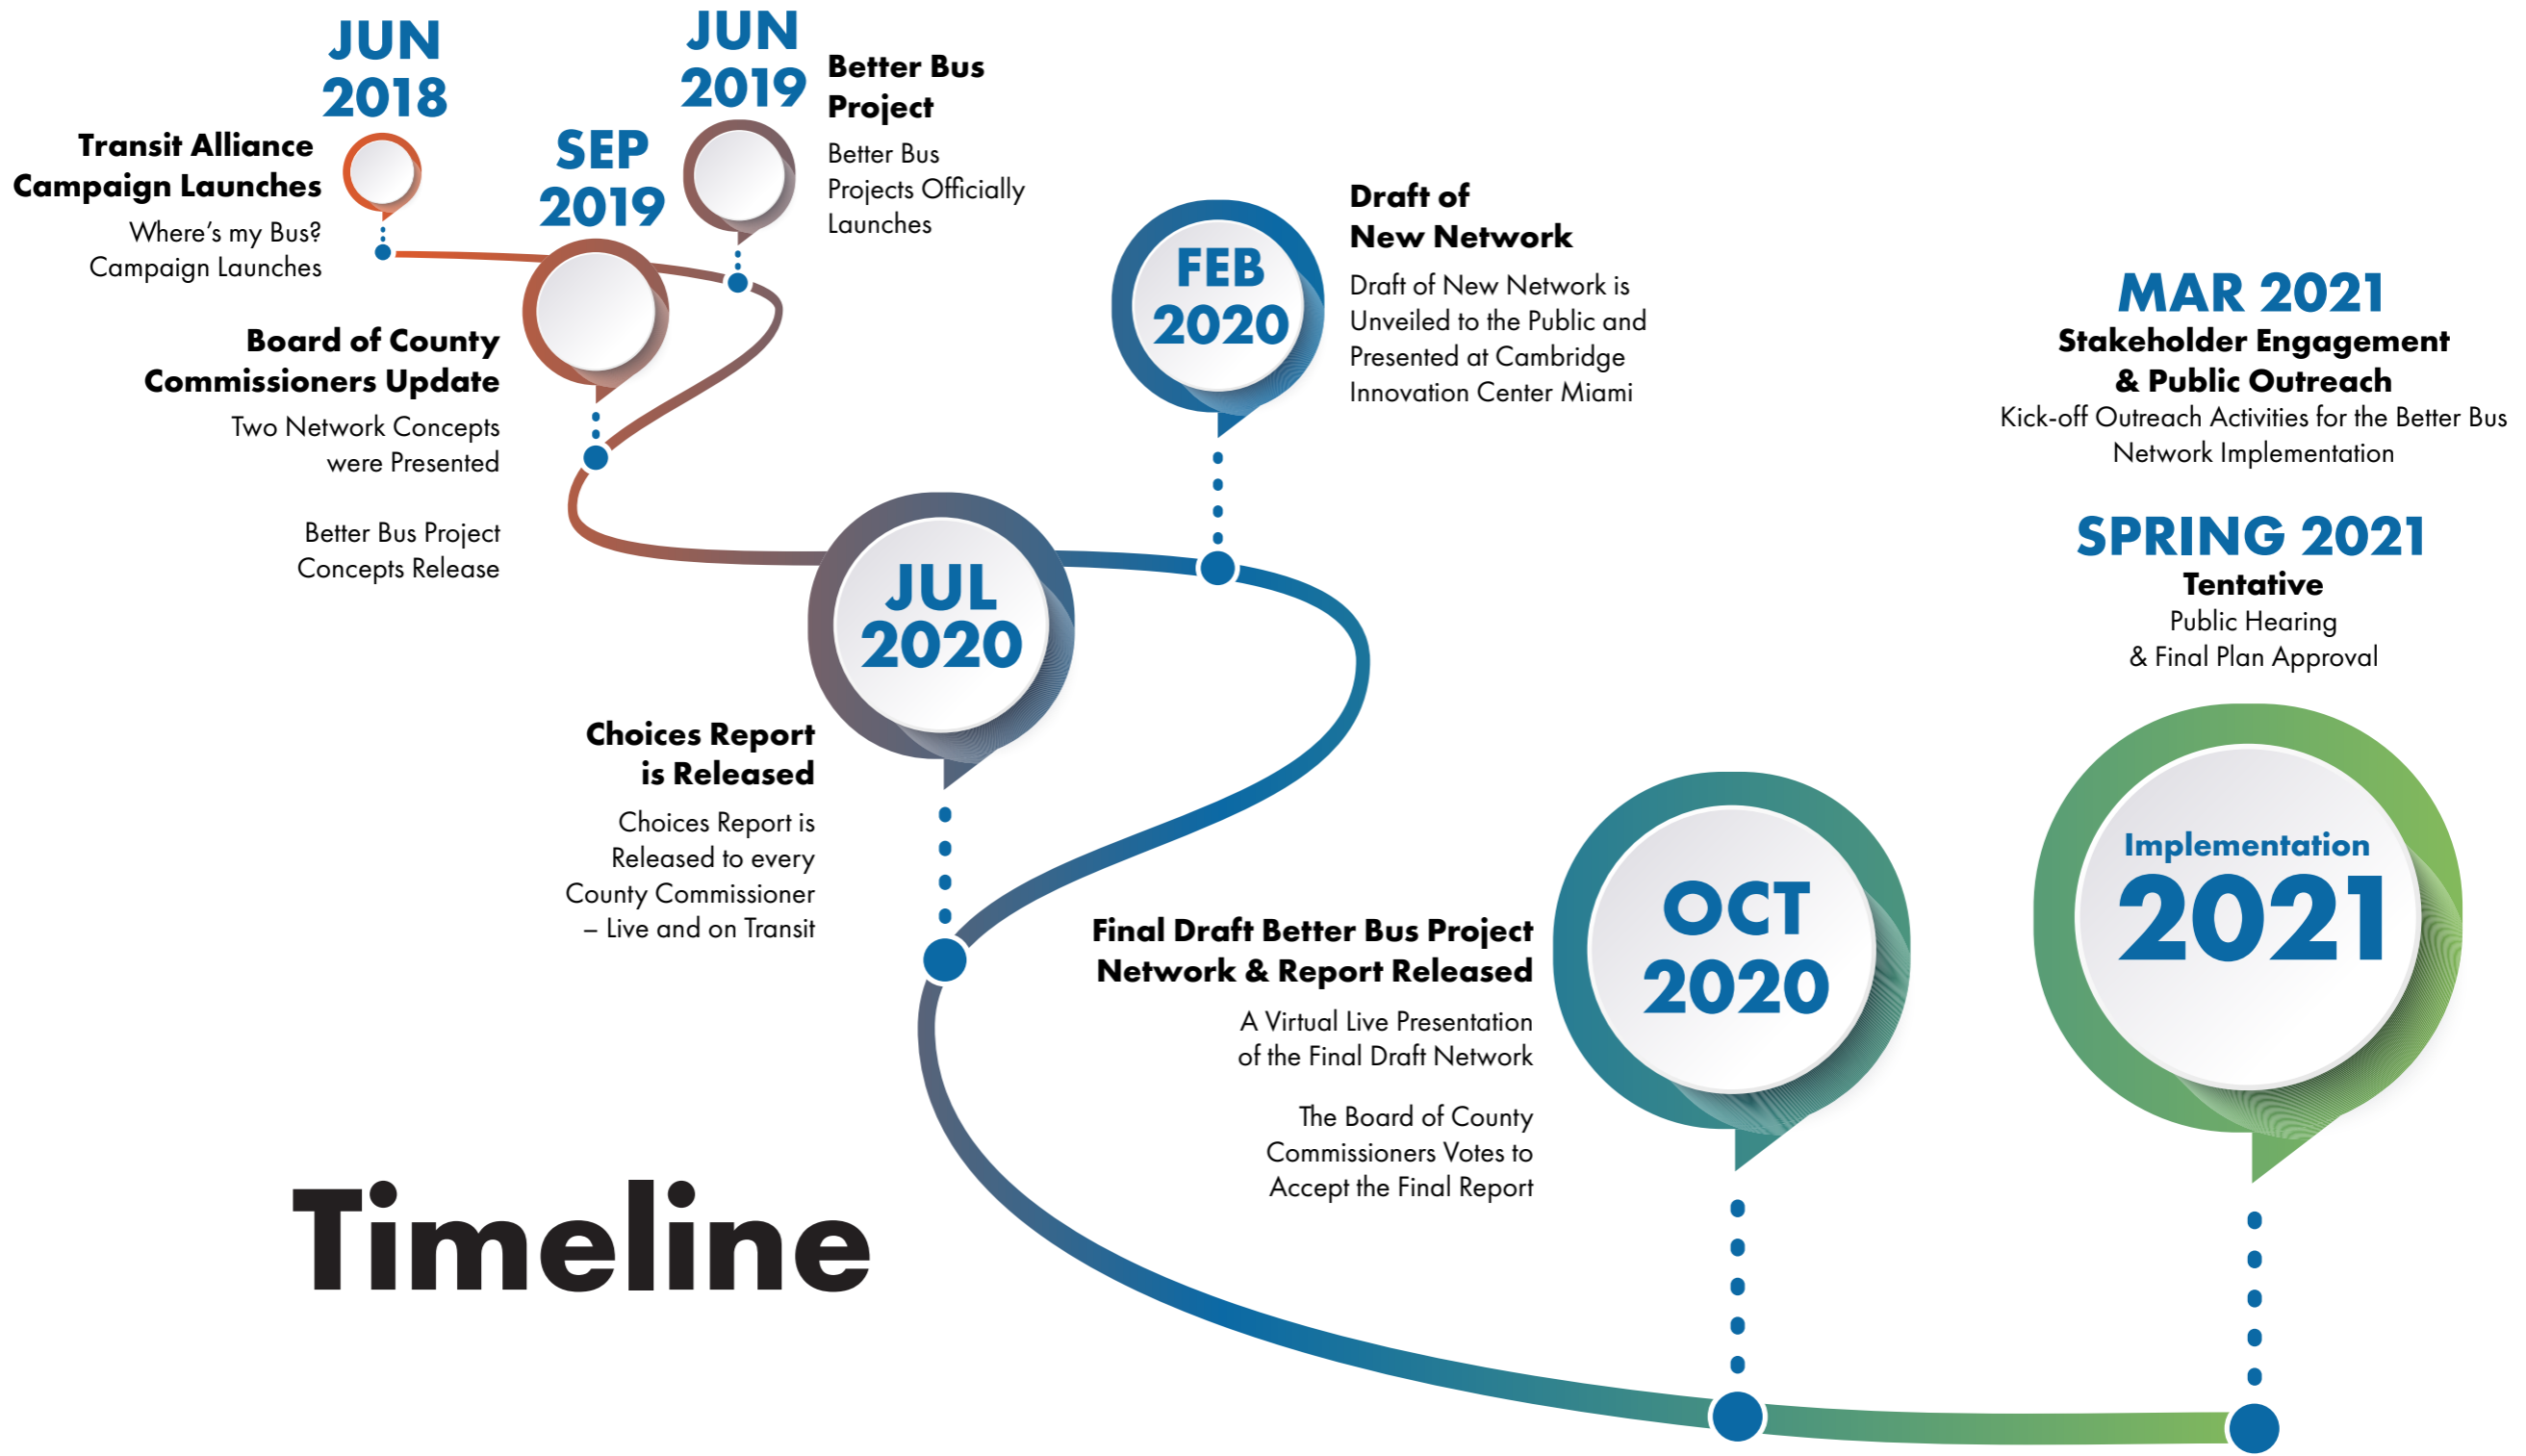 JUN
2018
Transit Alliance
Campaign Launches
Where's my Bus?
Campaign Launches
JUN
2019
Better Bus
Project
Better Bus
Projects Officially
Launches
SEP
2019
Board of County
Commissioners Update
Two Network Concepts
were Presented
Better Bus Project
Concepts Release
FEB
2020
Draft of
New Network
Draft of New Network is
Unveiled to the Public and
Presented at Cambridge
Innovation Center Miami
JUL
2020
Choices Report
is Released
Choices Report is
Released to every
County Commissioner
– Live and on Transit
OCT
2020
Final Draft Better Bus Project
Network & Report Released
A Virtual Live Presentation
of the Final Draft Network
The Board of County
Commissioners Votes to
Accept the Final Report
MAR 2021
Stakeholder Engagement
& Public Outreach
Kick-off Outreach Activities for the Better Bus
Network Implementation
SPRING 2021
Tentative
Public Hearing
& Final Plan Approval
Implementation
2021
Timeline